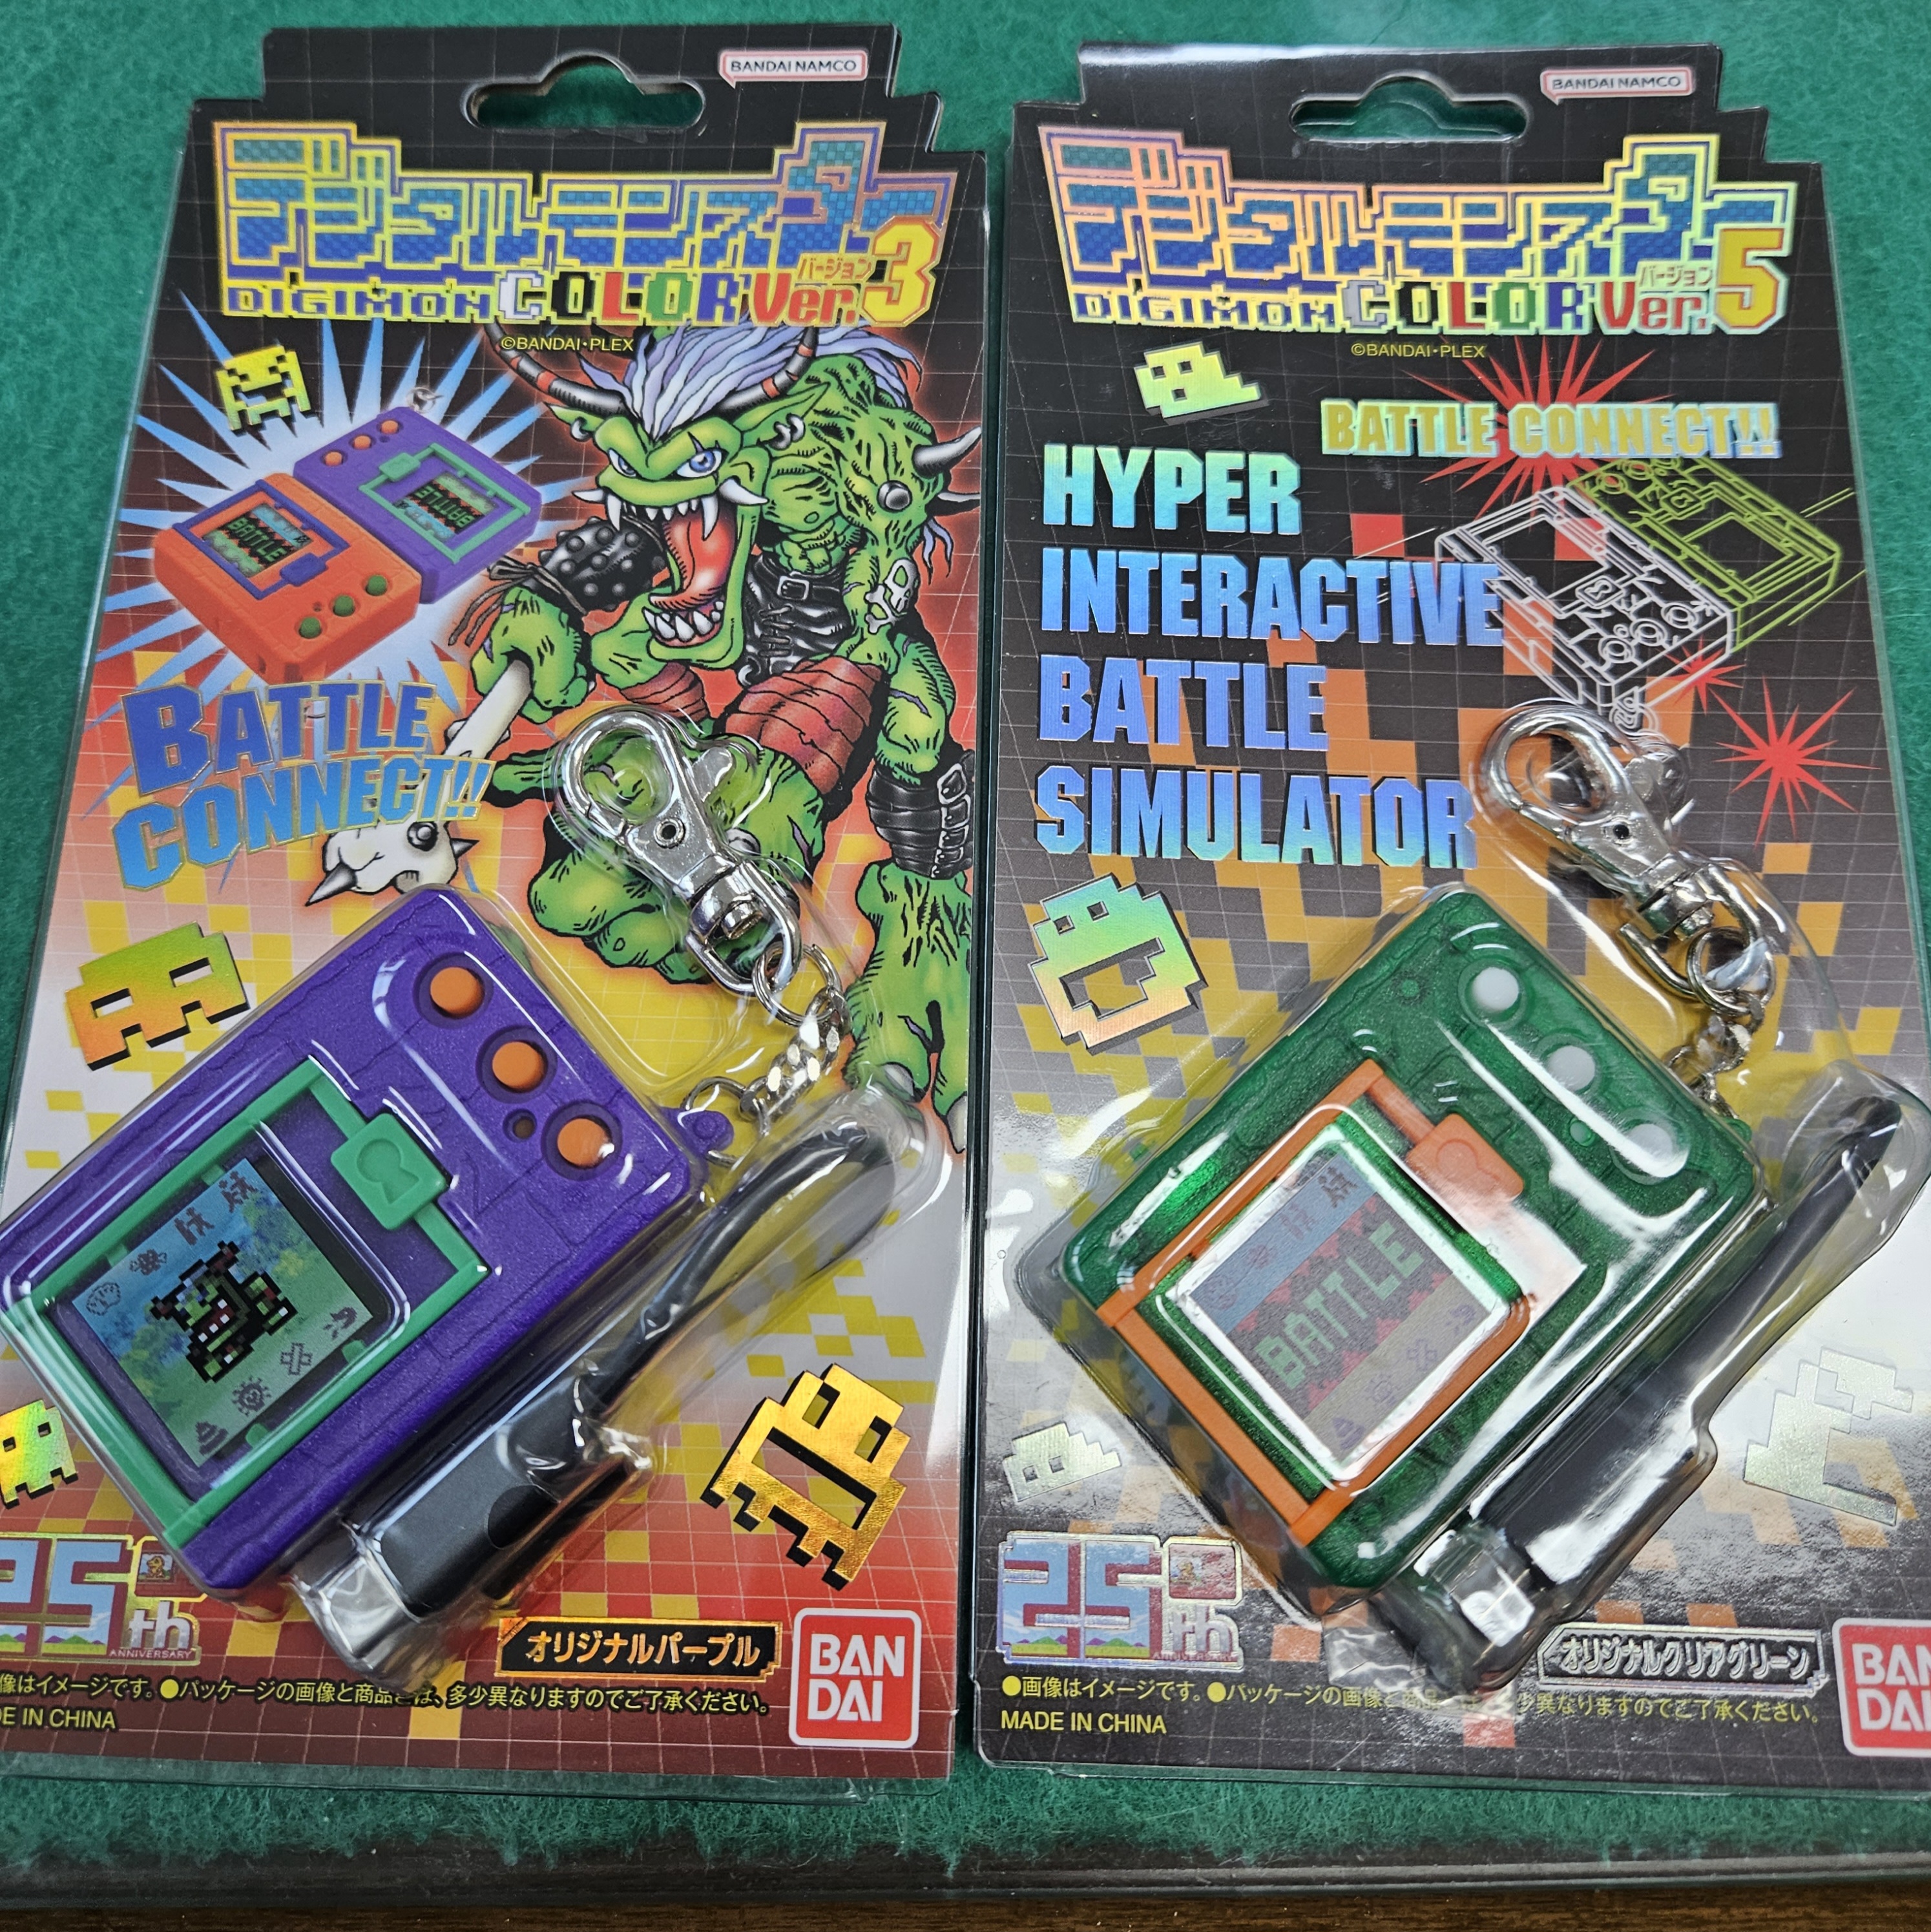 BANDAI NAMCO
デジタルモンスター
バージョン
DIGIMON COLOR Ver.3
©BANDAI・PLEX
BATTLE
BATTLE
BATTLE
CONNECT!!
25th
ANNIVERSARY
オリジナルパープル
BAN
DAI
像はイメージです。●パッケージの画像と商品とは、多少異なりますのでご了承ください。
DE IN CHINA
BANDAI NAMCO
デジタルモンスター
バージョン
DIGIMON COLOR Ver.5
©BANDAI・PLEX
BATTLE CONNECT!!
HYPER
INTERACTIVE
BATTLE
SIMULATOR
BATTLE
25th
ANNIVERSARY
オリジナルクリアグリーン
BAN
DAI
●画像はイメージです。●パッケージの画像と商品 は 少異なりますのでご了承ください。
MADE IN CHINA